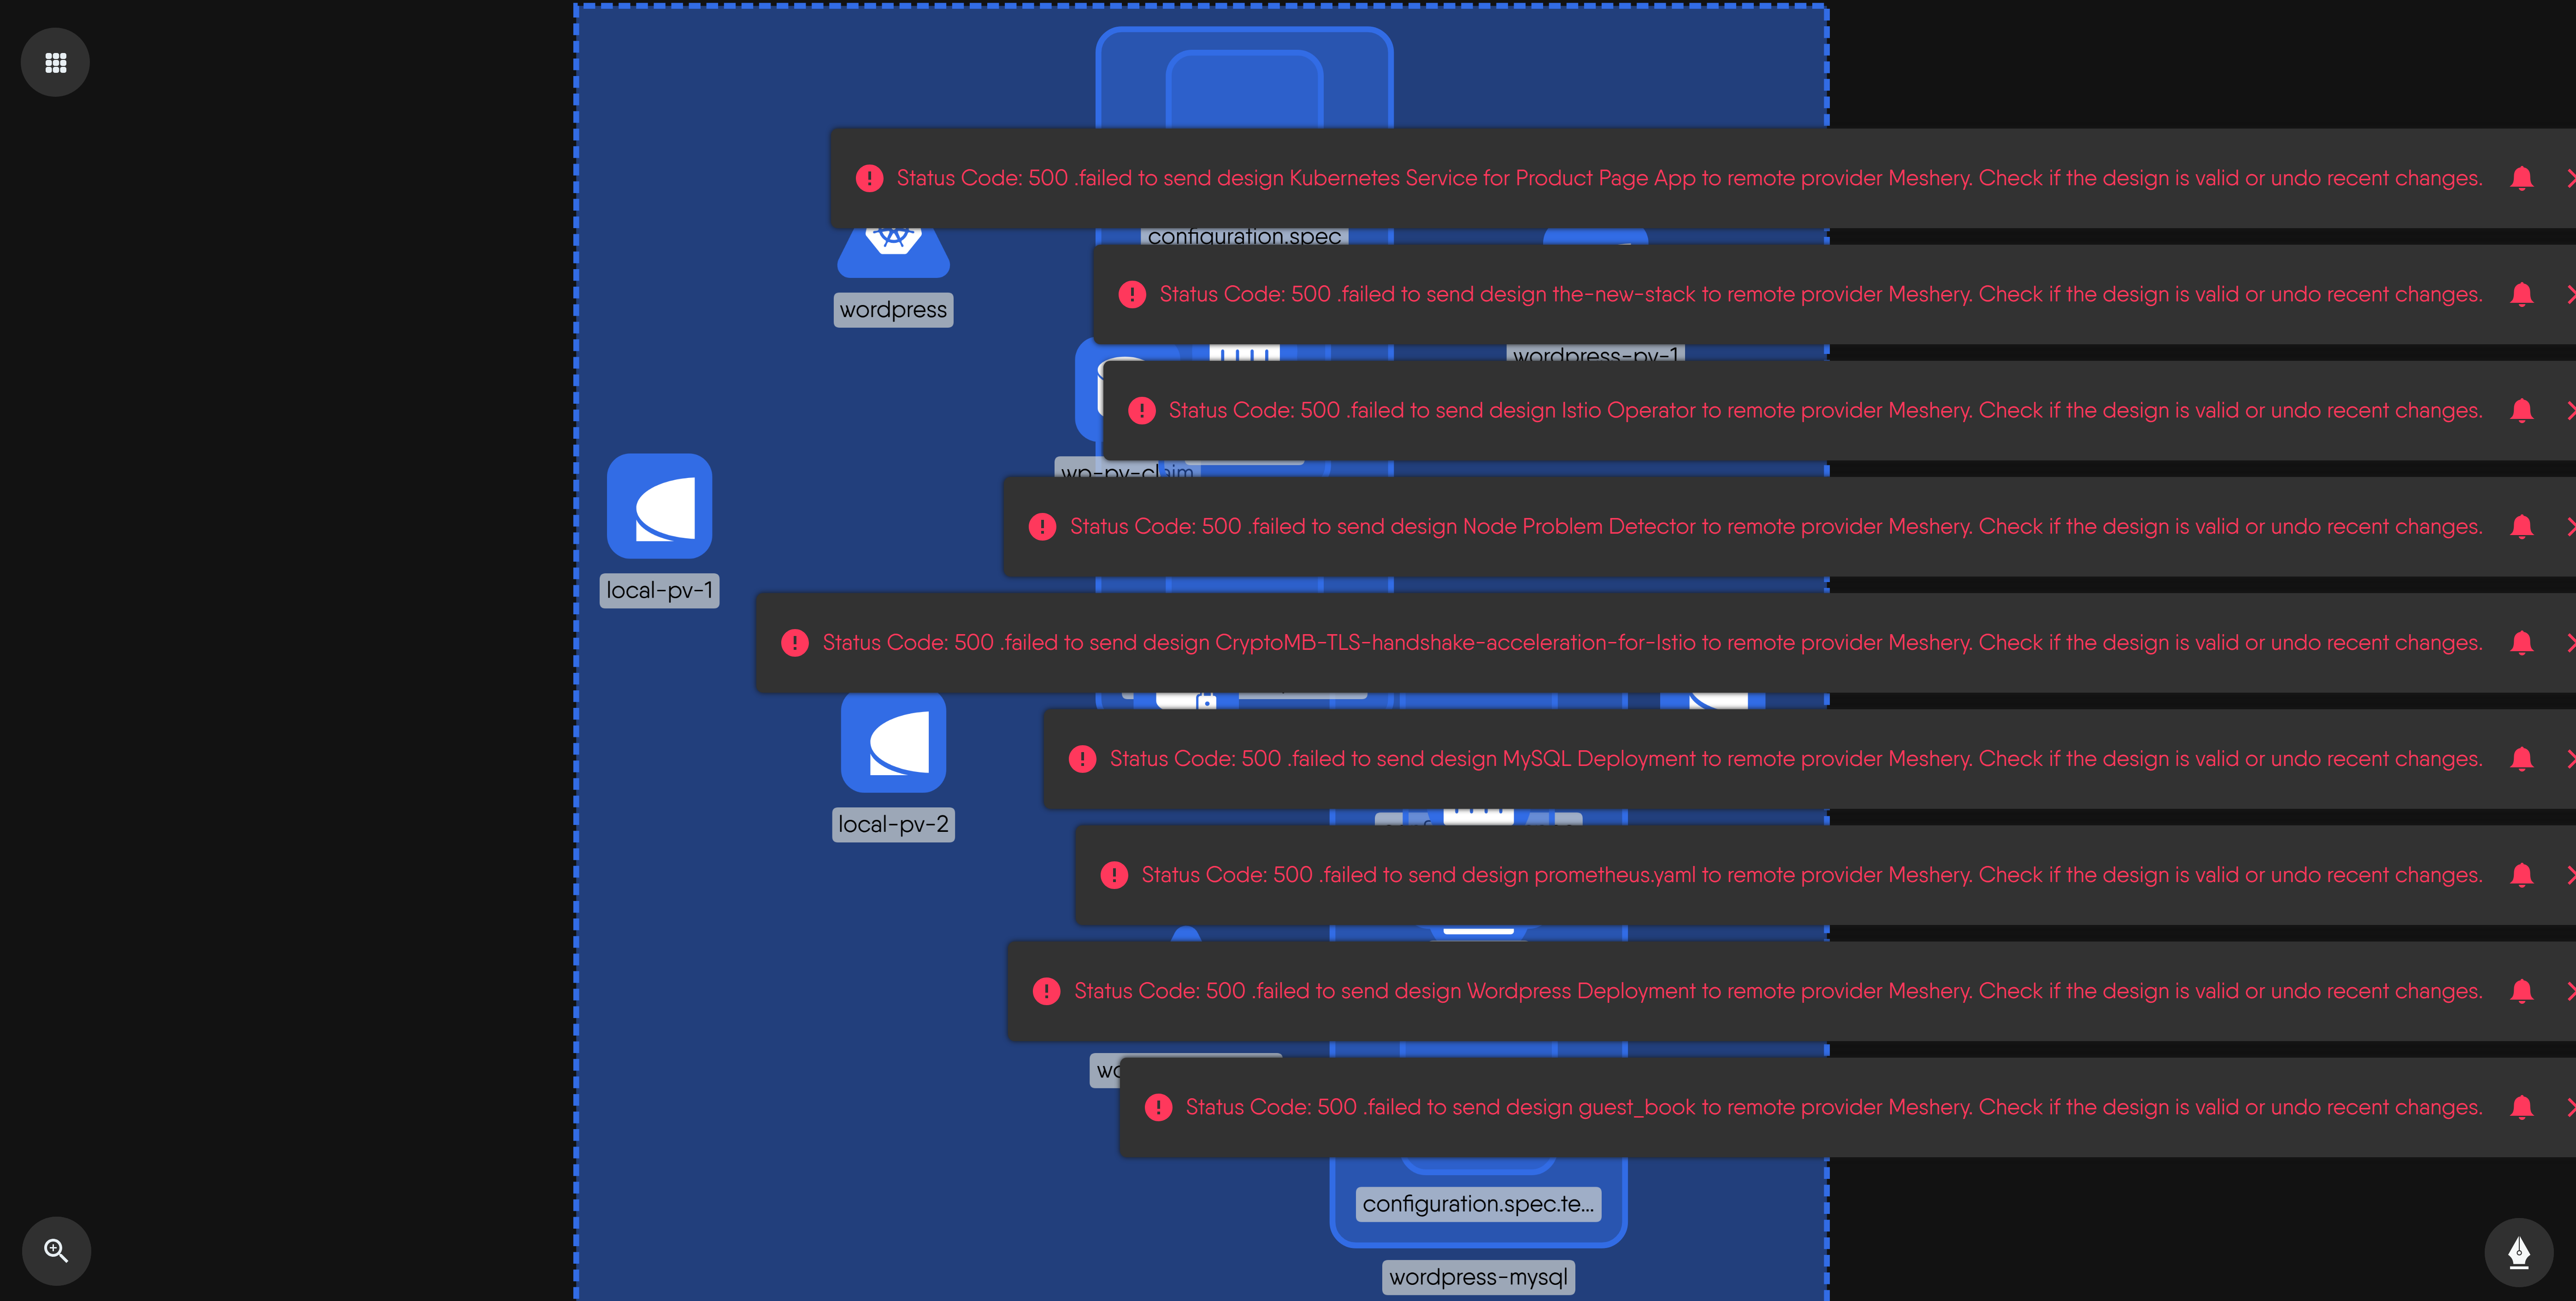 Status Code: 500 .failed to send design Kubernetes Service for Product Page App to remote provider Meshery. Check if the design is valid or undo recent changes.
configuration.spec
Status Code: 500 .failed to send design the-new-stack to remote provider Meshery. Check if the design is valid or undo recent changes.
wordpress
wordpress-pv-1
Status Code: 500 .failed to send design Istio Operator to remote provider Meshery. Check if the design is valid or undo recent changes.
wp-pv-claim
Status Code: 500 .failed to send design Node Problem Detector to remote provider Meshery. Check if the design is valid or undo recent changes.
local-pv-1
Status Code: 500 .failed to send design CryptoMB-TLS-handshake-acceleration-for-Istio to remote provider Meshery. Check if the design is valid or undo recent changes.
Status Code: 500 .failed to send design MySQL Deployment to remote provider Meshery. Check if the design is valid or undo recent changes.
local-pv-2
Status Code: 500 .failed to send design prometheus.yaml to remote provider Meshery. Check if the design is valid or undo recent changes.
Status Code: 500 .failed to send design Wordpress Deployment to remote provider Meshery. Check if the design is valid or undo recent changes.
Status Code: 500 .failed to send design guest_book to remote provider Meshery. Check if the design is valid or undo recent changes.
configuration.spec.te...
wordpress-mysql